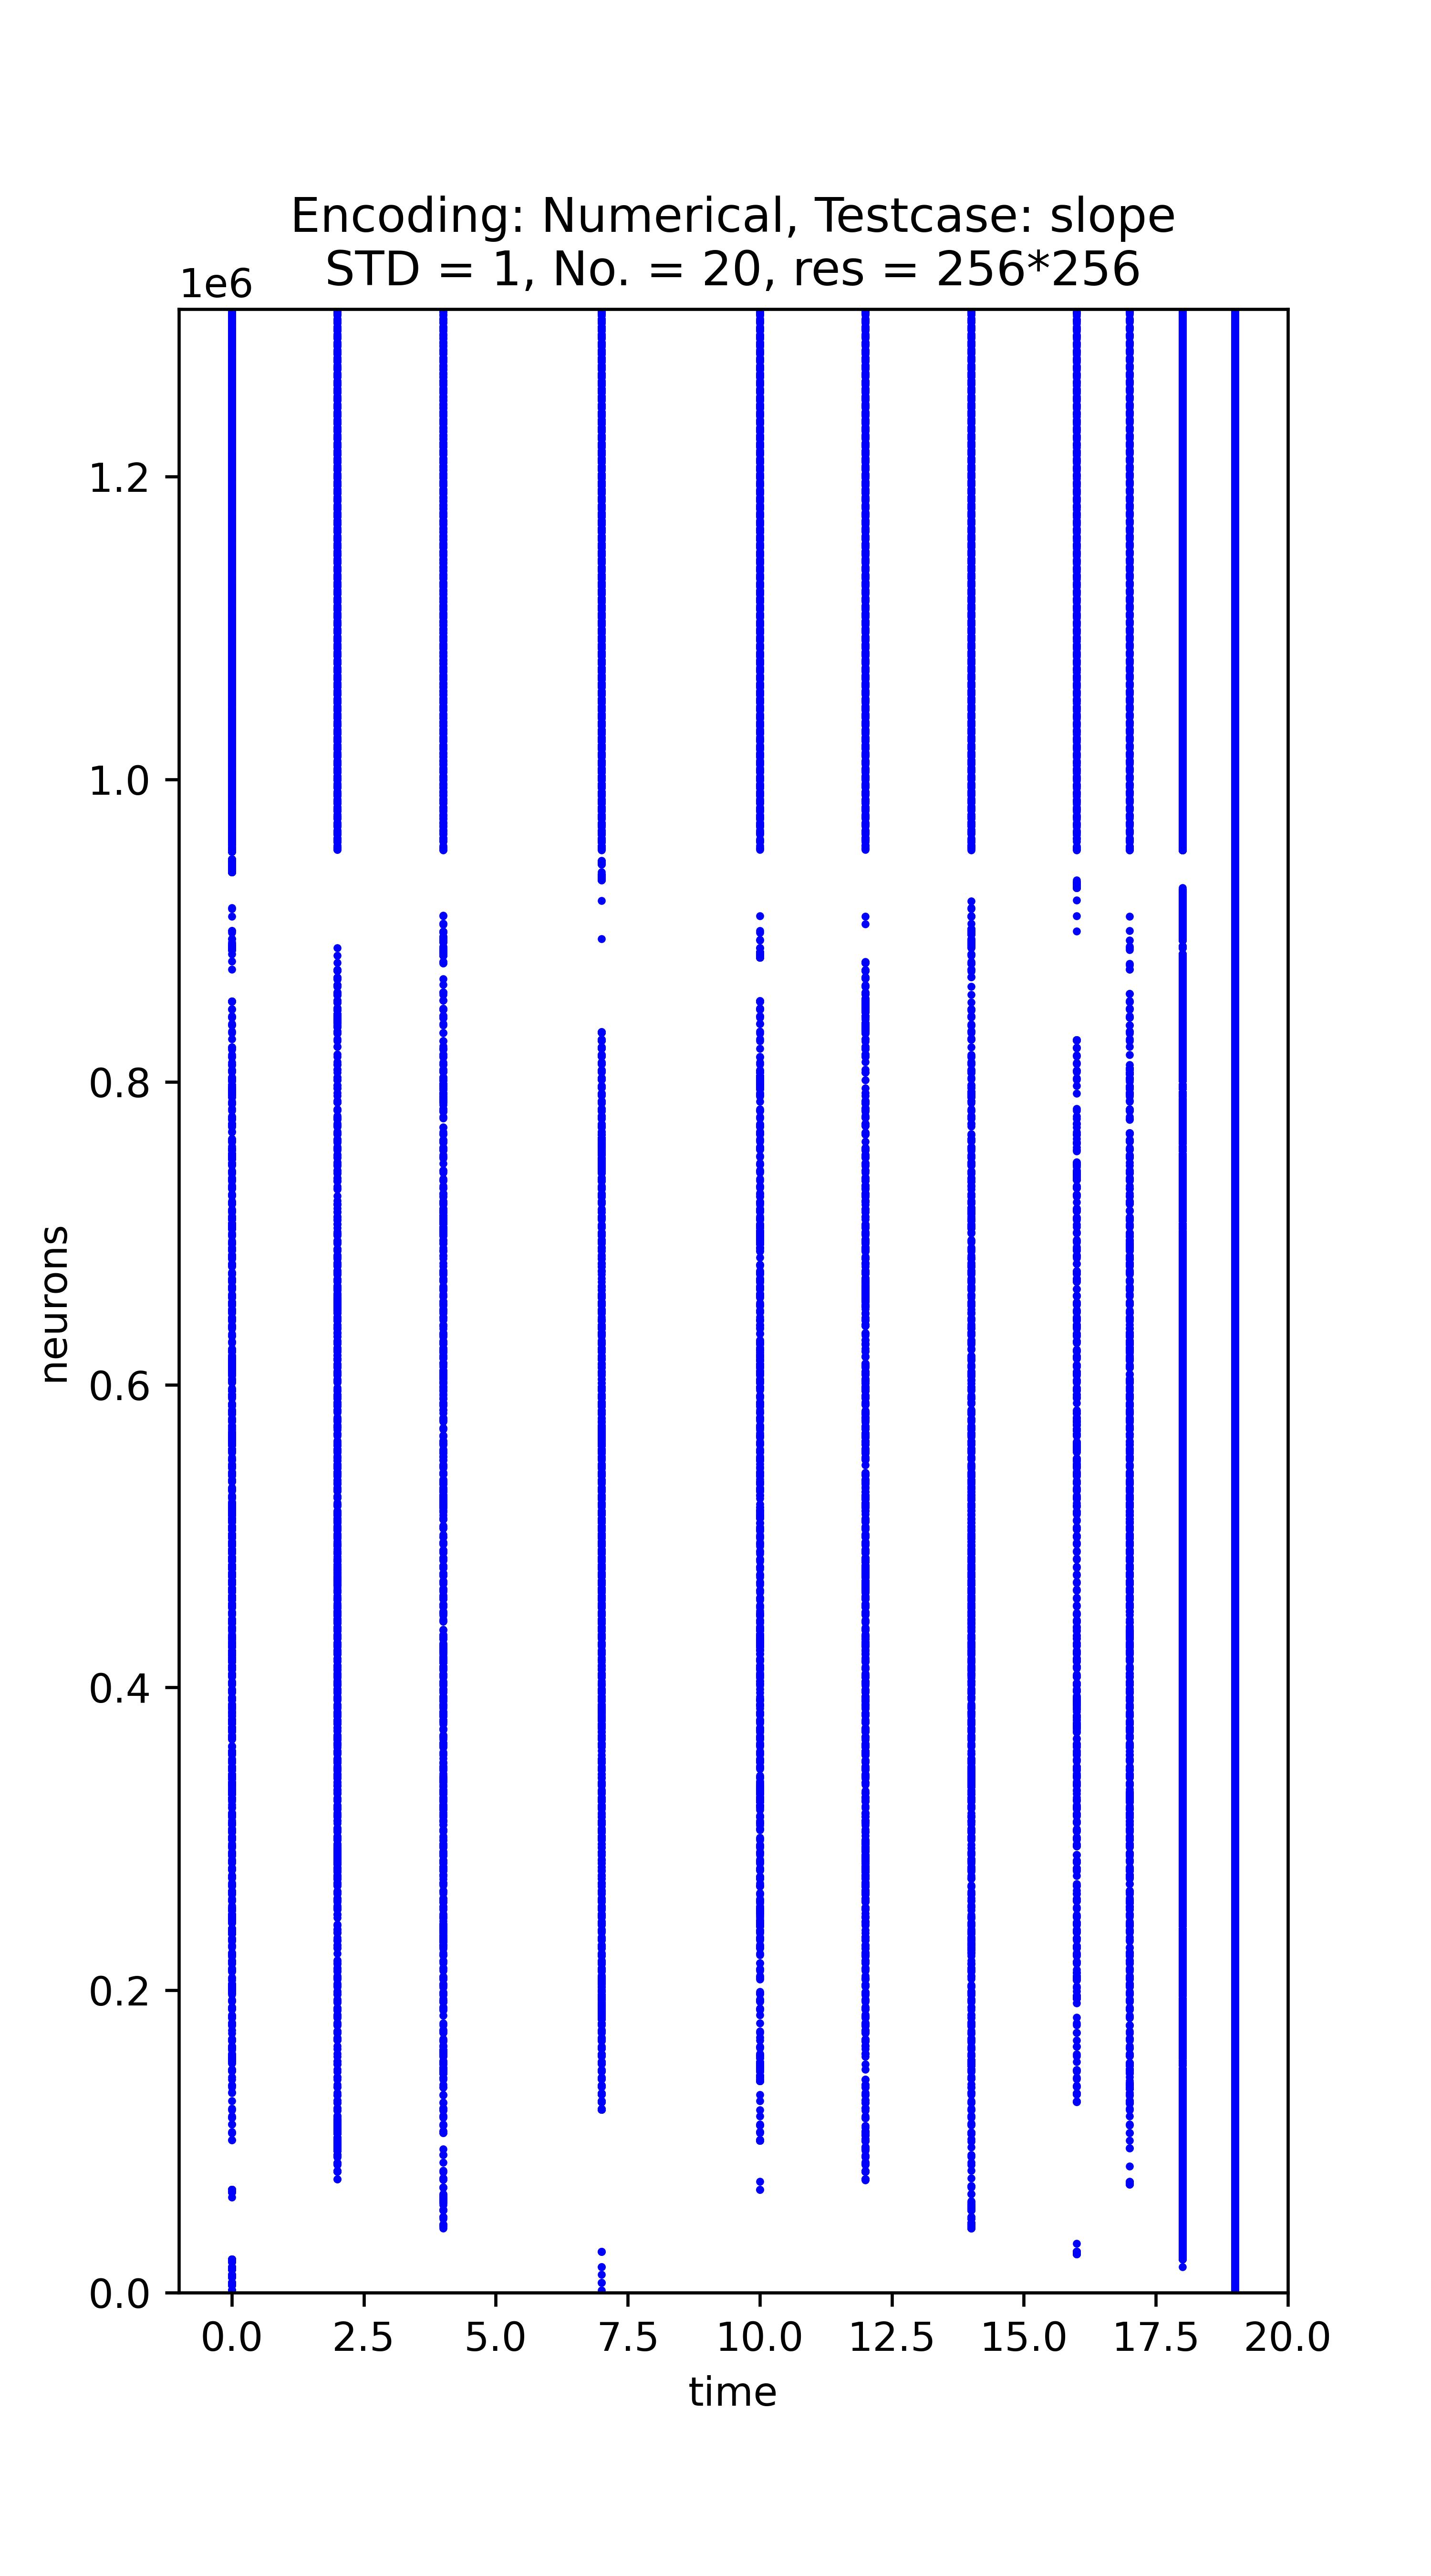 Encoding: Numerical, Testcase: slope
STD = 1, No. = 20, res = 256*256
1e6
1.2
1.0
0.8
0.6
0.4
0.2
0.0
neurons
0.0 2.5 5.0 7.5 10.0 12.5 15.0 17.5 20.0
time